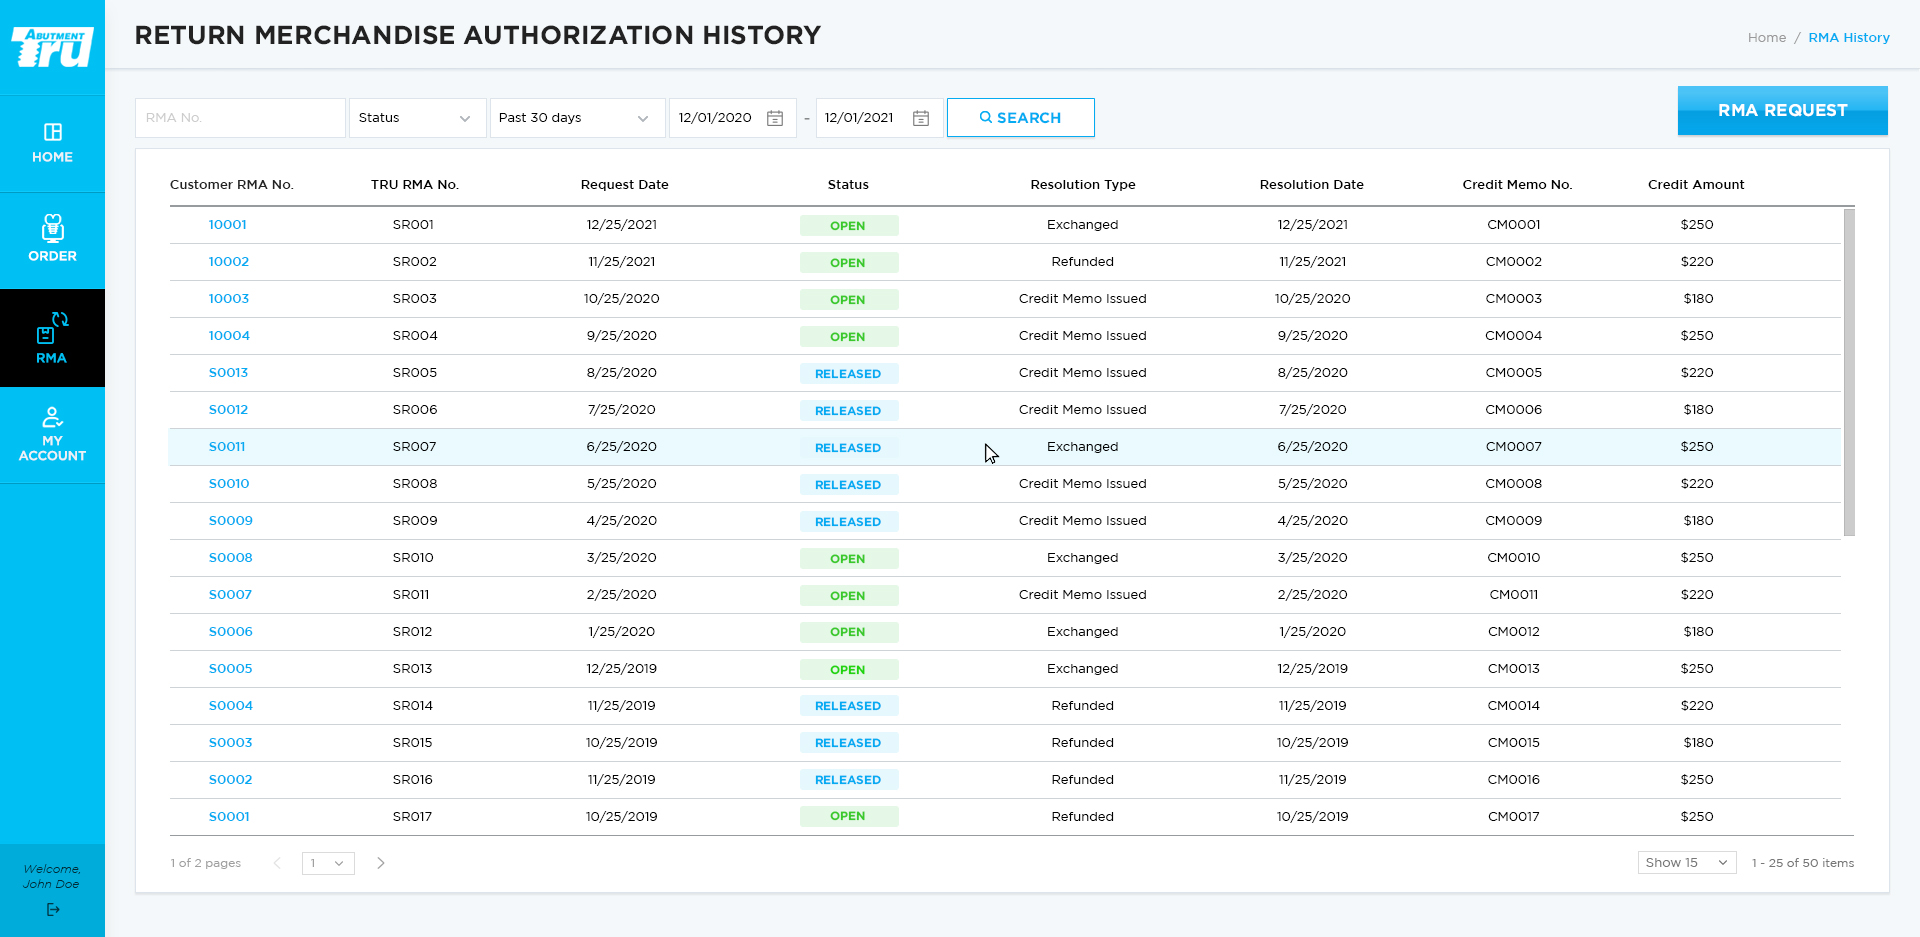 ABUTMENT
Tru
RETURN MERCHANDISE AUTHORIZATION HISTORY
Home / RMA History
HOME
ORDER
RMA
MY
ACCOUNT
Welcome,
John Doe
RMA No. Status Past 30 days 12/01/2020 - 12/01/2021 SEARCH RMA REQUEST
Customer RMA No. TRU RMA No. Request Date Status Resolution Type Resolution Date Credit Memo No. Credit Amount
10001 SR001 12/25/2021 OPEN Exchanged 12/25/2021 CM0001 $250
10002 SR002 11/25/2021 OPEN Refunded 11/25/2021 CM0002 $220
10003 SR003 10/25/2020 OPEN Credit Memo Issued 10/25/2020 CM0003 $180
10004 SR004 9/25/2020 OPEN Credit Memo Issued 9/25/2020 CM0004 $250
S0013 SR005 8/25/2020 RELEASED Credit Memo Issued 8/25/2020 CM0005 $220
S0012 SR006 7/25/2020 RELEASED Credit Memo Issued 7/25/2020 CM0006 $180
S0011 SR007 6/25/2020 RELEASED Exchanged 6/25/2020 CM0007 $250
S0010 SR008 5/25/2020 RELEASED Credit Memo Issued 5/25/2020 CM0008 $220
S0009 SR009 4/25/2020 RELEASED Credit Memo Issued 4/25/2020 CM0009 $180
S0008 SR010 3/25/2020 OPEN Exchanged 3/25/2020 CM0010 $250
S0007 SR011 2/25/2020 OPEN Credit Memo Issued 2/25/2020 CM0011 $220
S0006 SR012 1/25/2020 OPEN Exchanged 1/25/2020 CM0012 $180
S0005 SR013 12/25/2019 OPEN Exchanged 12/25/2019 CM0013 $250
S0004 SR014 11/25/2019 RELEASED Refunded 11/25/2019 CM0014 $220
S0003 SR015 10/25/2019 RELEASED Refunded 10/25/2019 CM0015 $180
S0002 SR016 11/25/2019 RELEASED Refunded 11/25/2019 CM0016 $250
S0001 SR017 10/25/2019 OPEN Refunded 10/25/2019 CM0017 $250
1 of 2 pages 1 Show 15 1 - 25 of 50 items